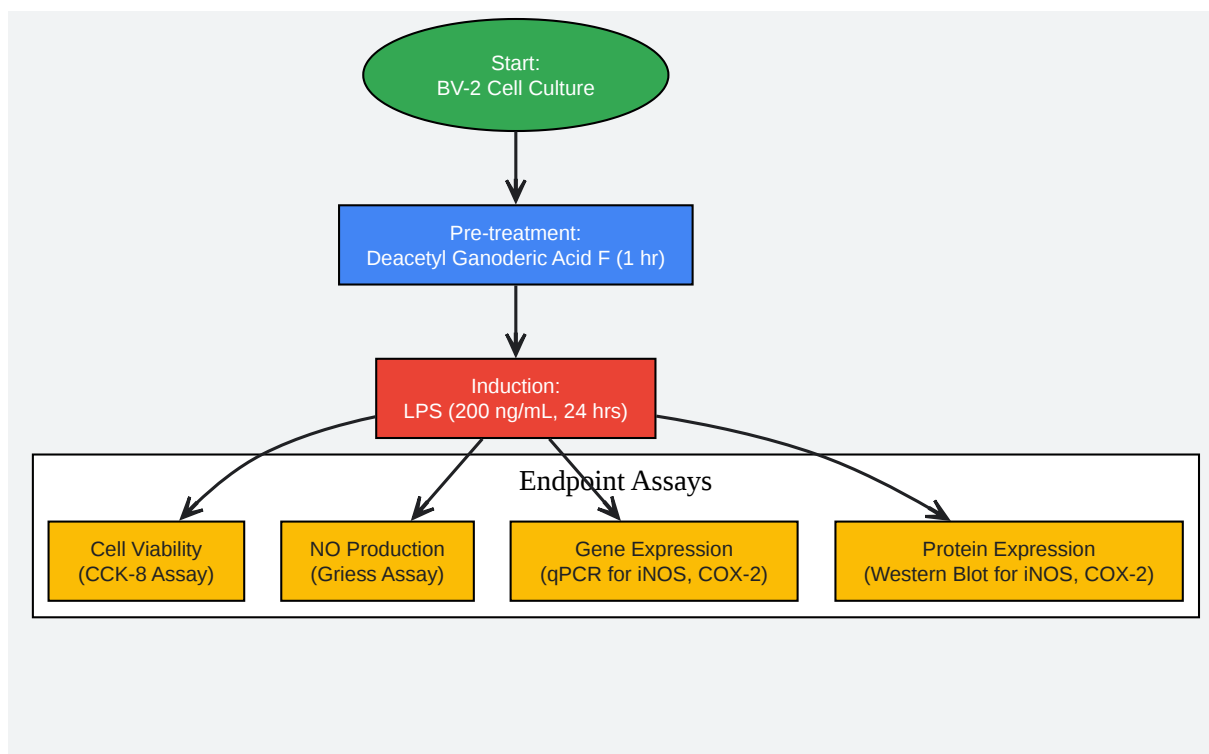 Start:
BV-2 Cell Culture
Pre-treatment:
Deacetyl Ganoderic Acid F (1 hr)
Induction:
LPS (200 ng/mL, 24 hrs)
Endpoint Assays
Cell Viability
(CCK-8 Assay)
NO Production
(Griess Assay)
Gene Expression
(qPCR for iNOS, COX-2)
Protein Expression
(Western Blot for iNOS, COX-2)